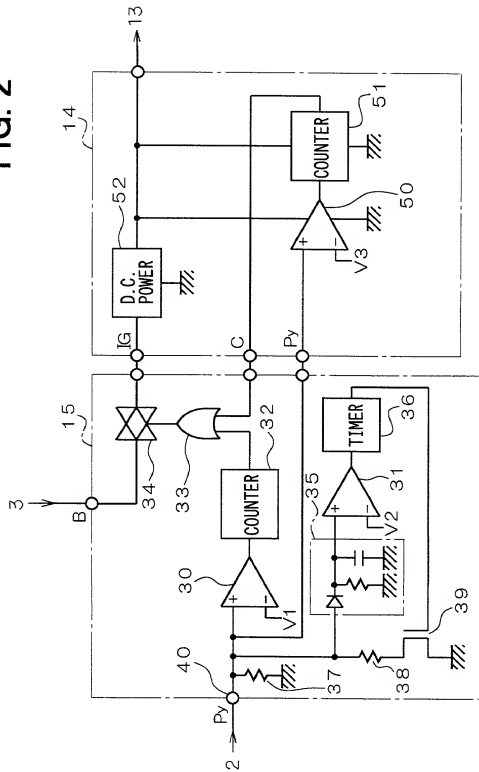 FIG. 2
13
14
52
D.C.
POWER
COUNTER
51
50
+
-
V3
IG
C
Py
3
B
15
34
33
32
COUNTER
30
+
-
V1
35
TIMER
36
31
+
-
V2
39
38
37
40
Py
2